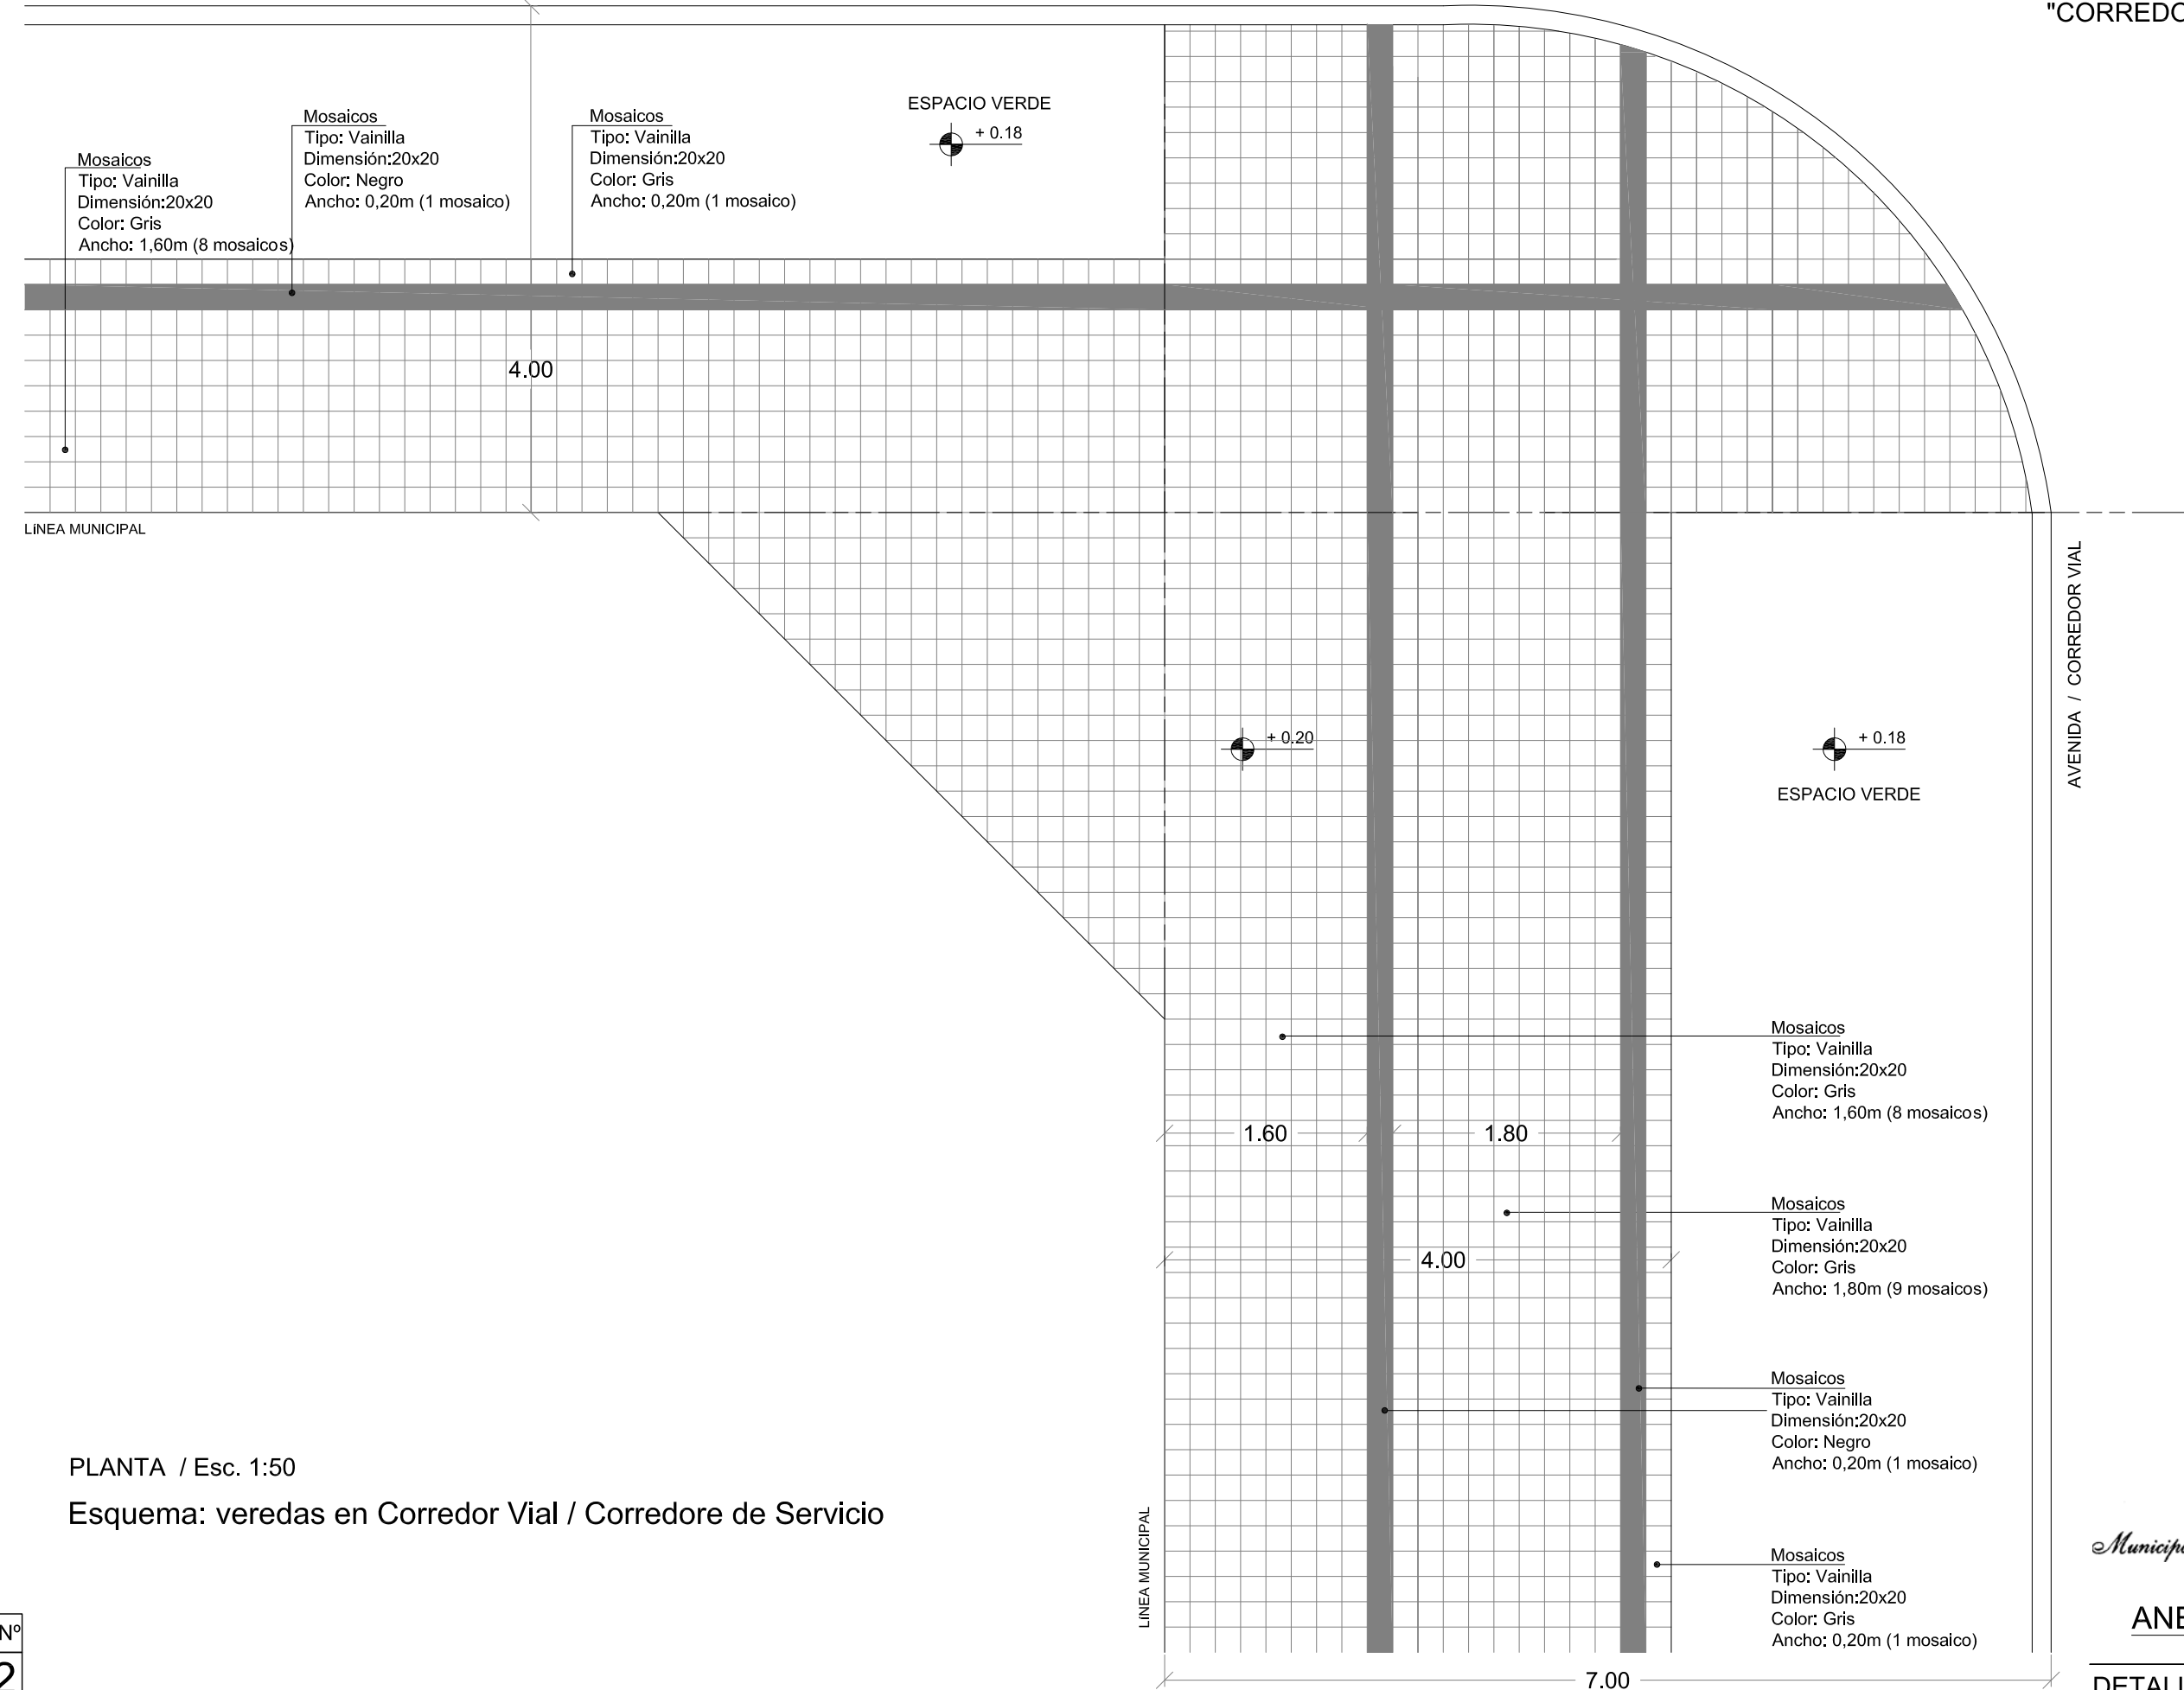 "CORREDO
Mosaicos
Tipo: Vainilla
Dimensión:20x20
Color: Gris
Ancho: 1,60m (8 mosaicos)
Mosaicos
Tipo: Vainilla
Dimensión:20x20
Color: Negro
Ancho: 0,20m (1 mosaico)
Mosaicos
Tipo: Vainilla
Dimensión:20x20
Color: Gris
Ancho: 0,20m (1 mosaico)
ESPACIO VERDE
+ 0.18
4.00
LíNEA MUNICIPAL
AVENIDA / CORREDOR VIAL
+ 0.20
+ 0.18
ESPACIO VERDE
Mosaicos
Tipo: Vainilla
Dimensión:20x20
Color: Gris
Ancho: 1,60m (8 mosaicos)
1.60
1.80
Mosaicos
Tipo: Vainilla
Dimensión:20x20
Color: Gris
Ancho: 1,80m (9 mosaicos)
4.00
Mosaicos
Tipo: Vainilla
Dimensión:20x20
Color: Negro
Ancho: 0,20m (1 mosaico)
PLANTA / Esc. 1:50
Esquema: veredas en Corredor Vial / Corredore de Servicio
LíNEA MUNICIPAL
Mosaicos
Tipo: Vainilla
Dimensión:20x20
Color: Gris
Ancho: 0,20m (1 mosaico)
7.00
Nº
2
Municip
ANE
DETAL